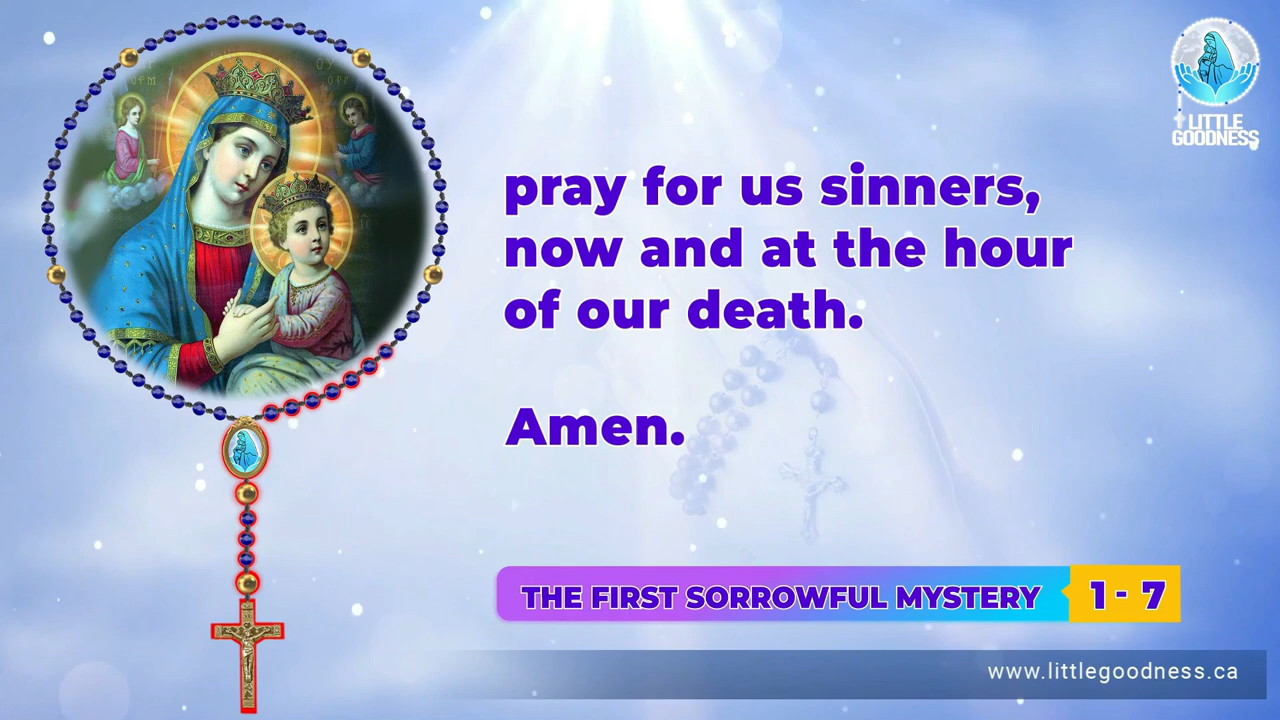 LITTLE
GOODNESS
pray for us sinners,
now and at the hour
of our death.
Amen.
THE FIRST SORROWFUL MYSTERY 1 - 7
www.littlegoodness.ca